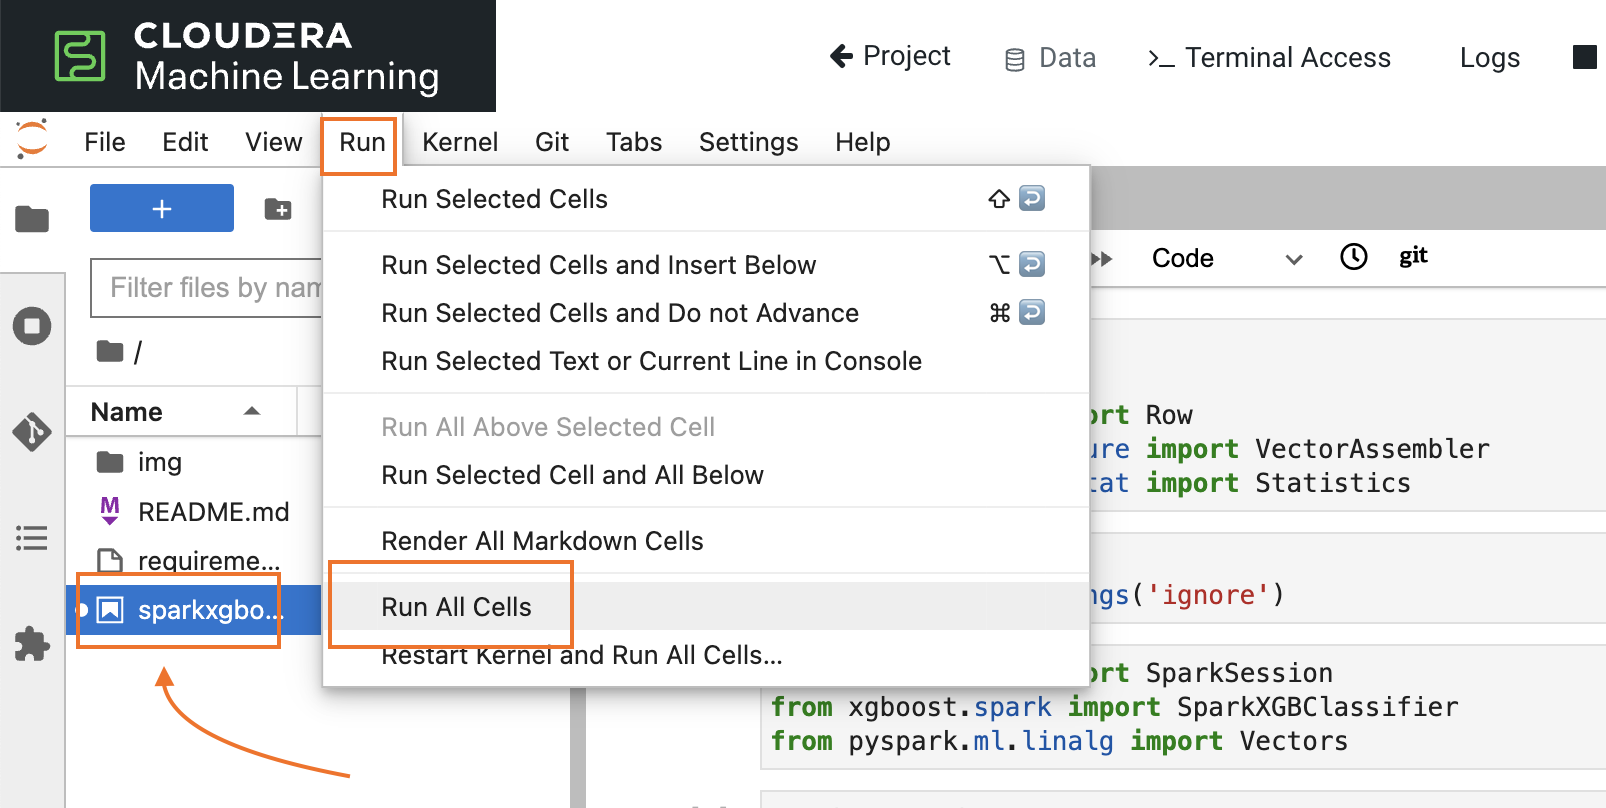 CLOUDERA
Machine Learning
Project
Data
Terminal Access
Logs
File
Edit
View
Run
Kernel
Git
Tabs
Settings
Help
+
Filter files by nam
/
Name
img
README.md
requireme...
sparkxgbo...
Run Selected Cells
Run Selected Cells and Insert Below
Run Selected Cells and Do not Advance
Run Selected Text or Current Line in Console
Run All Above Selected Cell
Run Selected Cell and All Below
Render All Markdown Cells
Run All Cells
Restart Kernel and Run All Cells...
Code
git
ort Row
ure import VectorAssembler
tat import Statistics
ngs('ignore')
ort SparkSession
from xgboost.spark import SparkXGBClassifier
from pyspark.ml.linalg import Vectors